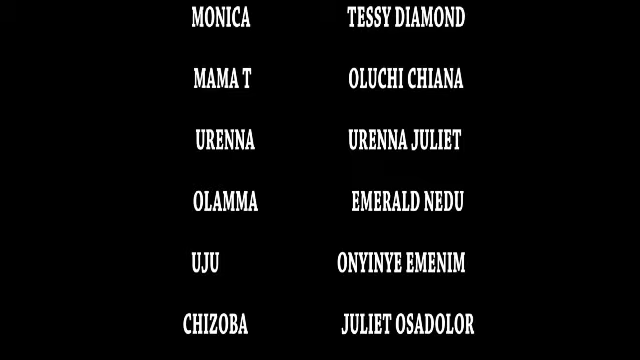 MONICA TESSY DIAMOND
MAMA T OLUCHI CHIANA
URENNA URENNA JULIET
OLAMMA EMERALD NEDU
UJU ONYINYE EMENIM
CHIZOBA JULIET OSADOLOR